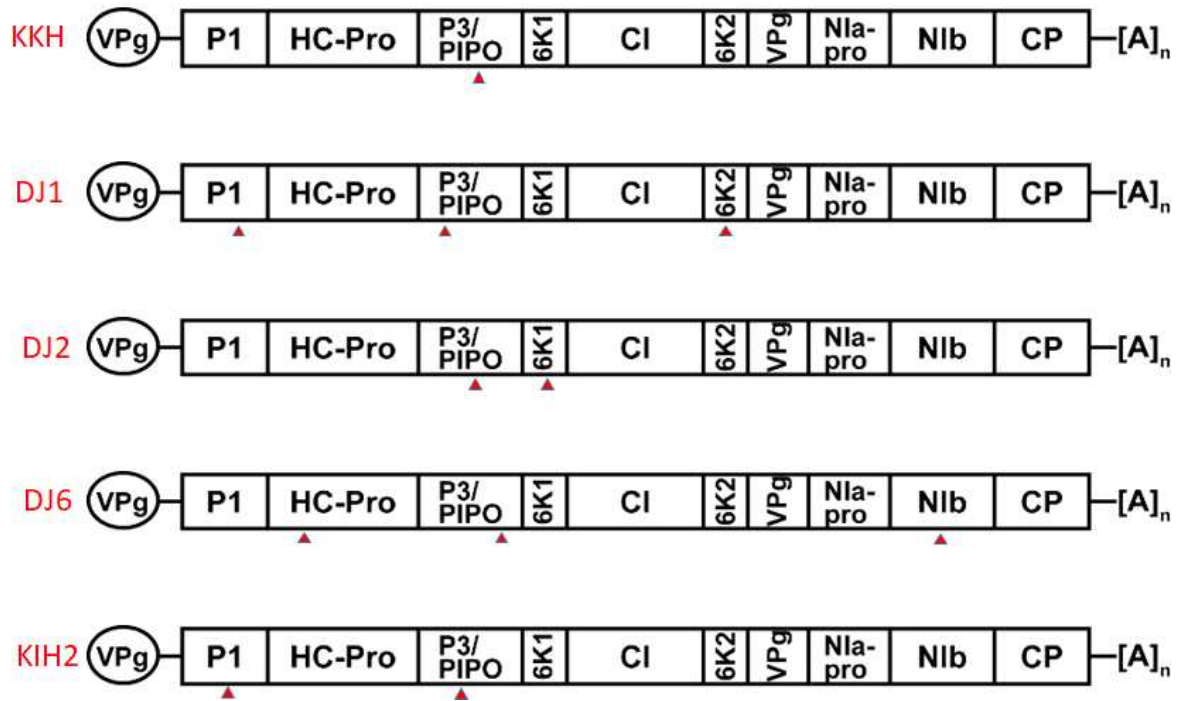 KKH VPg P1 HC-Pro P3/ PIPO 6K1 CI 6K2 VPg NIa- pro NIb CP [A]n
DJ1 VPg P1 HC-Pro P3/ PIPO 6K1 CI 6K2 VPg NIa- pro NIb CP [A]n
DJ2 VPg P1 HC-Pro P3/ PIPO 6K1 CI 6K2 VPg NIa- pro NIb CP [A]n
DJ6 VPg P1 HC-Pro P3/ PIPO 6K1 CI 6K2 VPg NIa- pro NIb CP [A]n
KIH2 VPg P1 HC-Pro P3/ PIPO 6K1 CI 6K2 VPg NIa- pro NIb CP [A]n